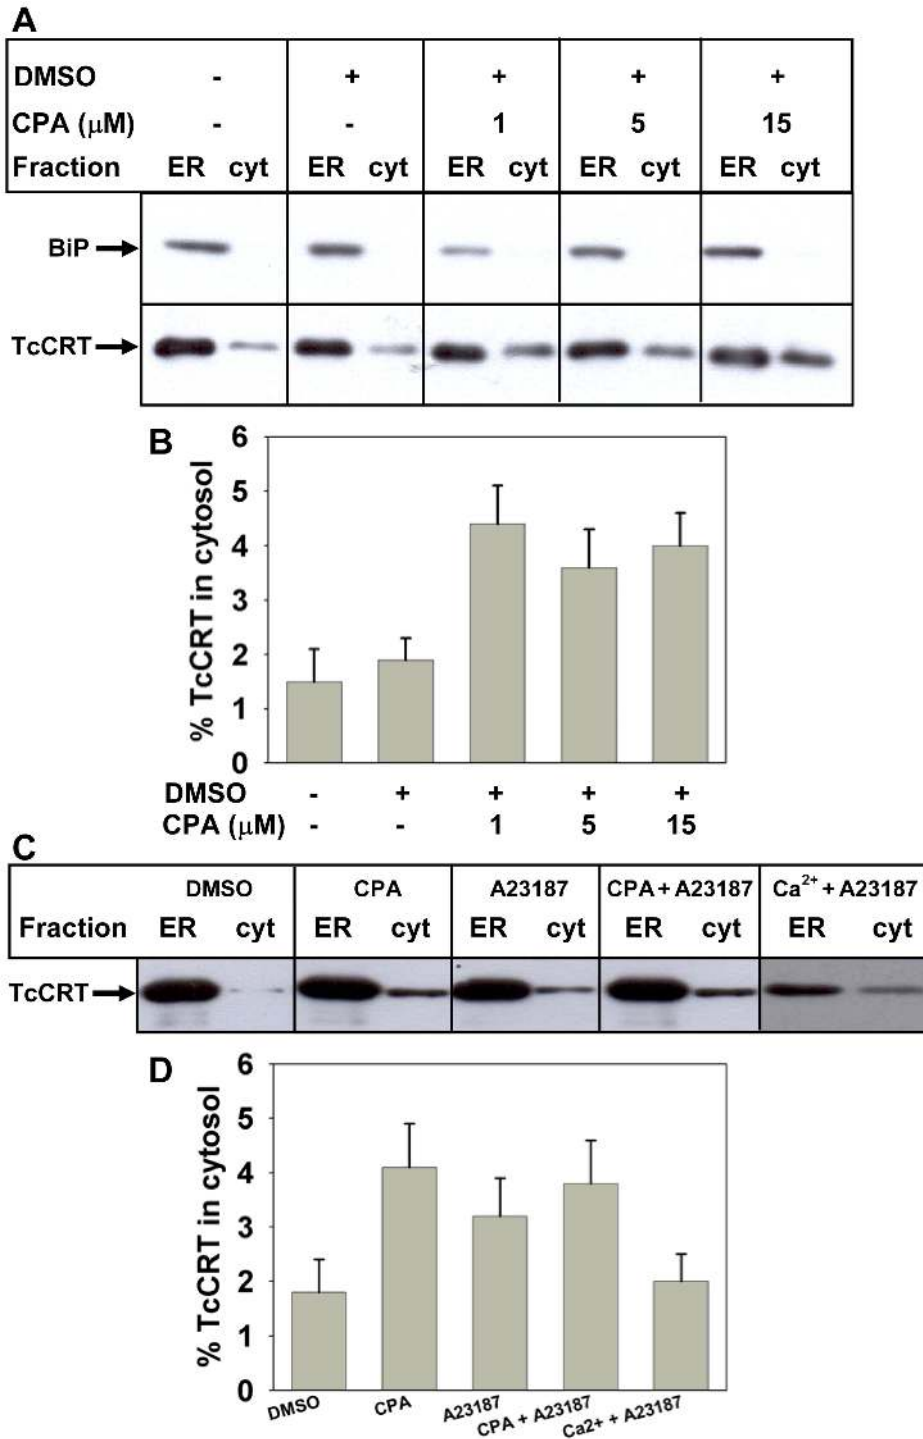 A
DMSO - + + + +
CPA (μM) - - 1 5 15
Fraction ER cyt ER cyt ER cyt ER cyt ER cyt
BiP
TcCRT
B
% TcCRT in cytosol
6
5
4
3
2
1
0
DMSO - + + + +
CPA (μM) - - 1 5 15
C
DMSO CPA A23187 CPA + A23187 Ca²⁺ + A23187
Fraction ER cyt ER cyt ER cyt ER cyt ER cyt
TcCRT
D
% TcCRT in cytosol
6
5
4
3
2
1
0
DMSO CPA A23187 CPA + A23187 Ca2+ + A23187